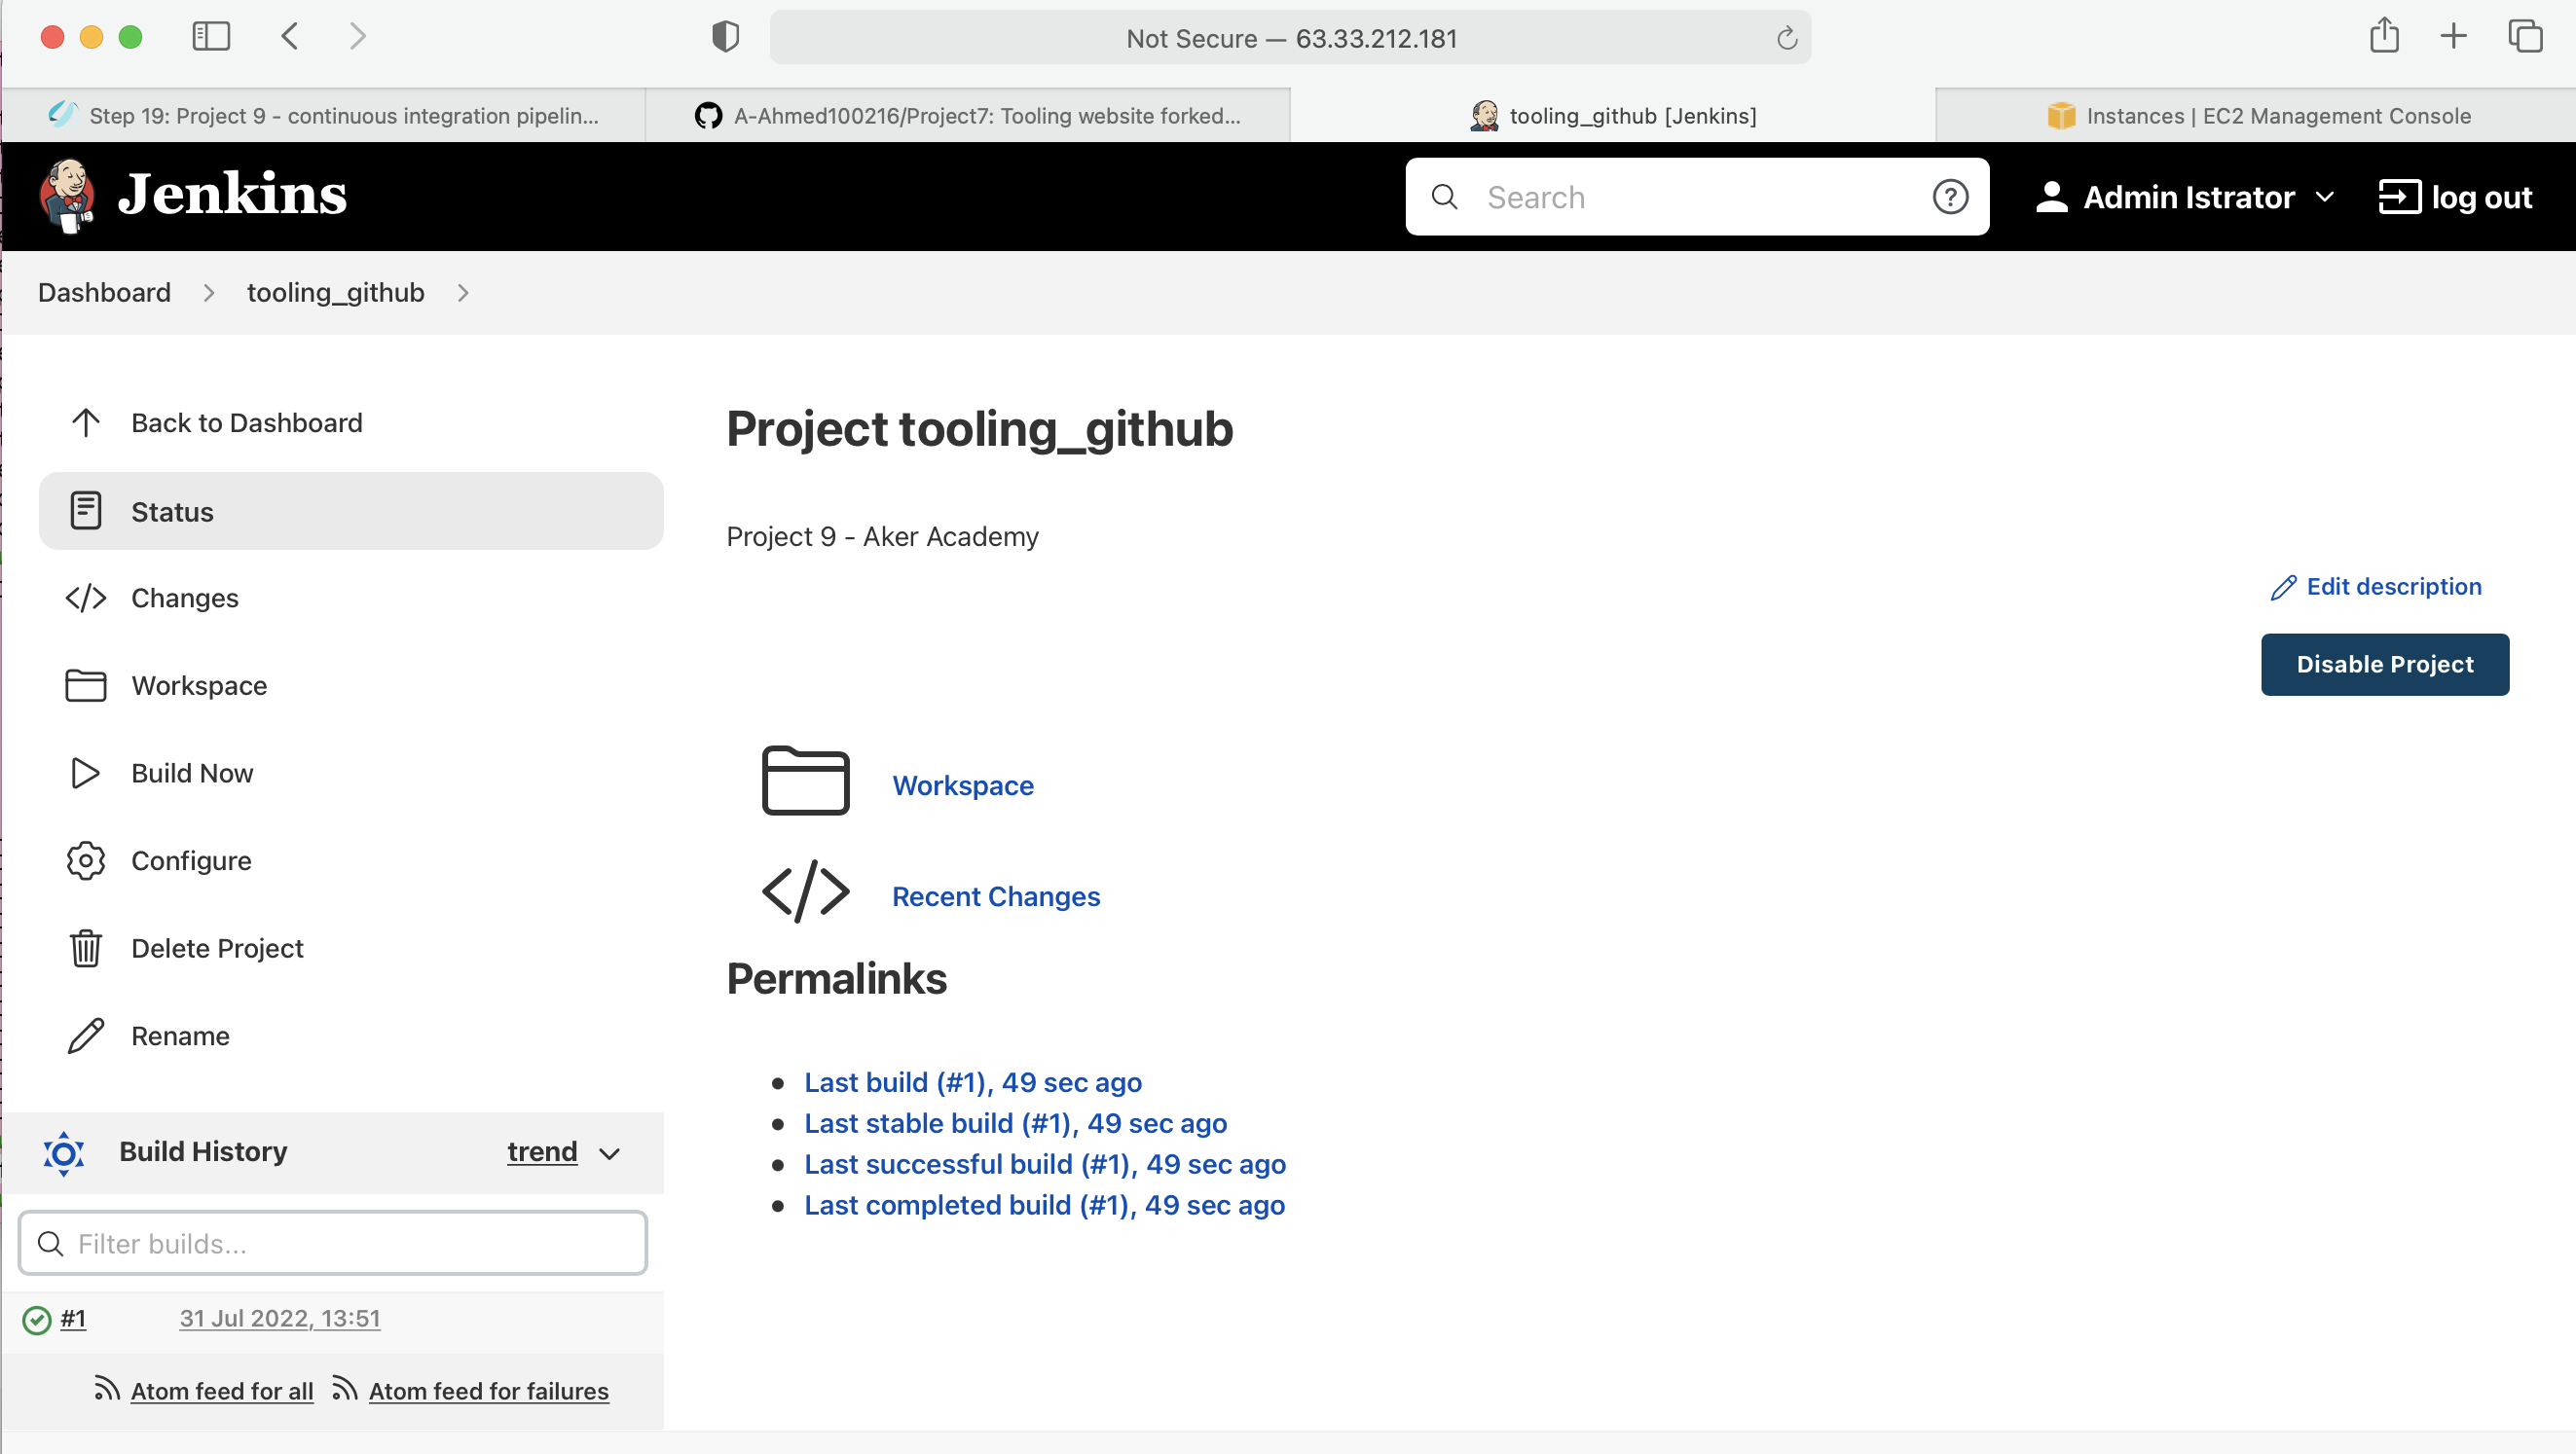 Not Secure — 63.33.212.181
Step 19: Project 9 - continuous integration pipelin...
A-Ahmed100216/Project7: Tooling website forked...
tooling_github [Jenkins]
Instances | EC2 Management Console
Jenkins
Search
Admin Istrator
log out
Dashboard
tooling_github
Back to Dashboard
Status
Changes
Workspace
Build Now
Configure
Delete Project
Rename
Build History
trend
Filter builds...
#1
31 Jul 2022, 13:51
Atom feed for all
Atom feed for failures
Project tooling_github
Project 9 - Aker Academy
Edit description
Disable Project
Workspace
Recent Changes
Permalinks
Last build (#1), 49 sec ago
Last stable build (#1), 49 sec ago
Last successful build (#1), 49 sec ago
Last completed build (#1), 49 sec ago